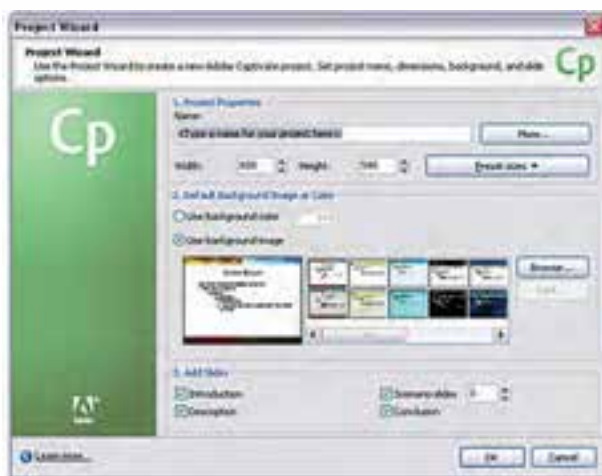 Project Wizard
Project Wizard
Use the Project Wizard to create a new Adobe Captivate project. Set project name, dimensions, background, and slide
options.
Cp
Cp
1. Project Properties
Name:
<Type a name for your project here>
More...
Width: Height: Preset sizes
2. Default Background Image or Color
Use background color
Use background image
Browse...
3. Add Slides
Introduction
Scenario slides
Description
Conclusion
Learn more...
OK
Cancel